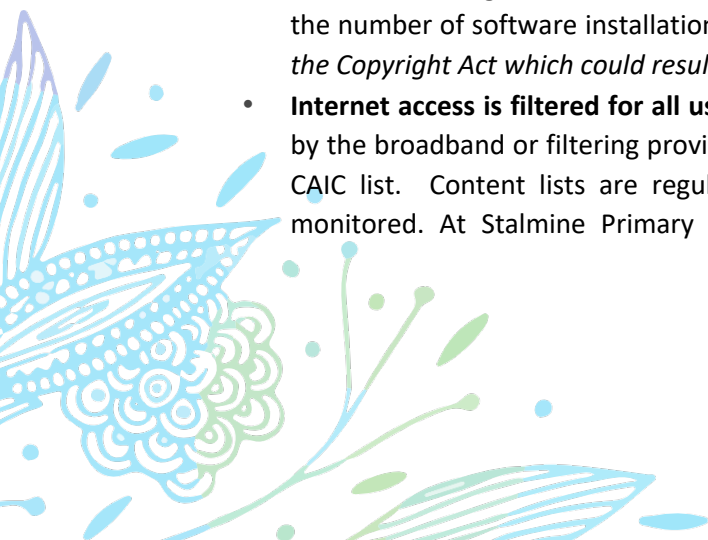 the number of software installation
the Copyright Act which could resul
• Internet access is filtered for all us
by the broadband or filtering provi
CAIC list. Content lists are regul
monitored. At Stalmine Primary